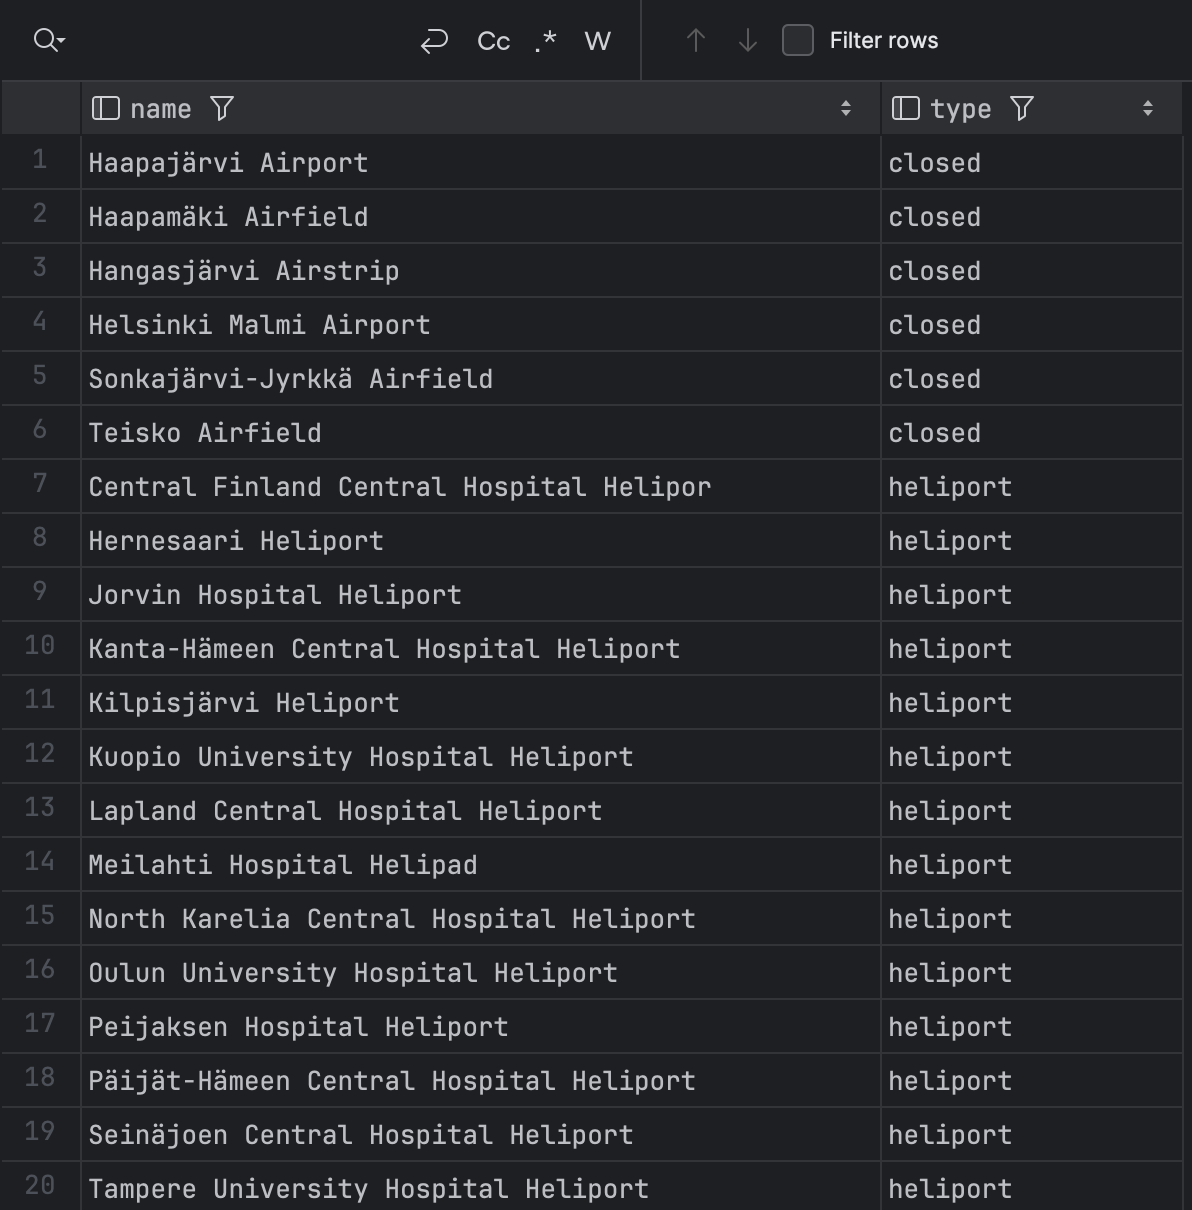 Cc .* W Filter rows
name type
1 Haapajärvi Airport closed
2 Haapamäki Airfield closed
3 Hangasjärvi Airstrip closed
4 Helsinki Malmi Airport closed
5 Sonkajärvi-Jyrkkä Airfield closed
6 Teisko Airfield closed
7 Central Finland Central Hospital Helipor heliport
8 Hernesaari Heliport heliport
9 Jorvin Hospital Heliport heliport
10 Kanta-Hämeen Central Hospital Heliport heliport
11 Kilpisjärvi Heliport heliport
12 Kuopio University Hospital Heliport heliport
13 Lapland Central Hospital Heliport heliport
14 Meilahti Hospital Helipad heliport
15 North Karelia Central Hospital Heliport heliport
16 Oulun University Hospital Heliport heliport
17 Peijaksen Hospital Heliport heliport
18 Päijät-Hämeen Central Hospital Heliport heliport
19 Seinäjoen Central Hospital Heliport heliport
20 Tampere University Hospital Heliport heliport